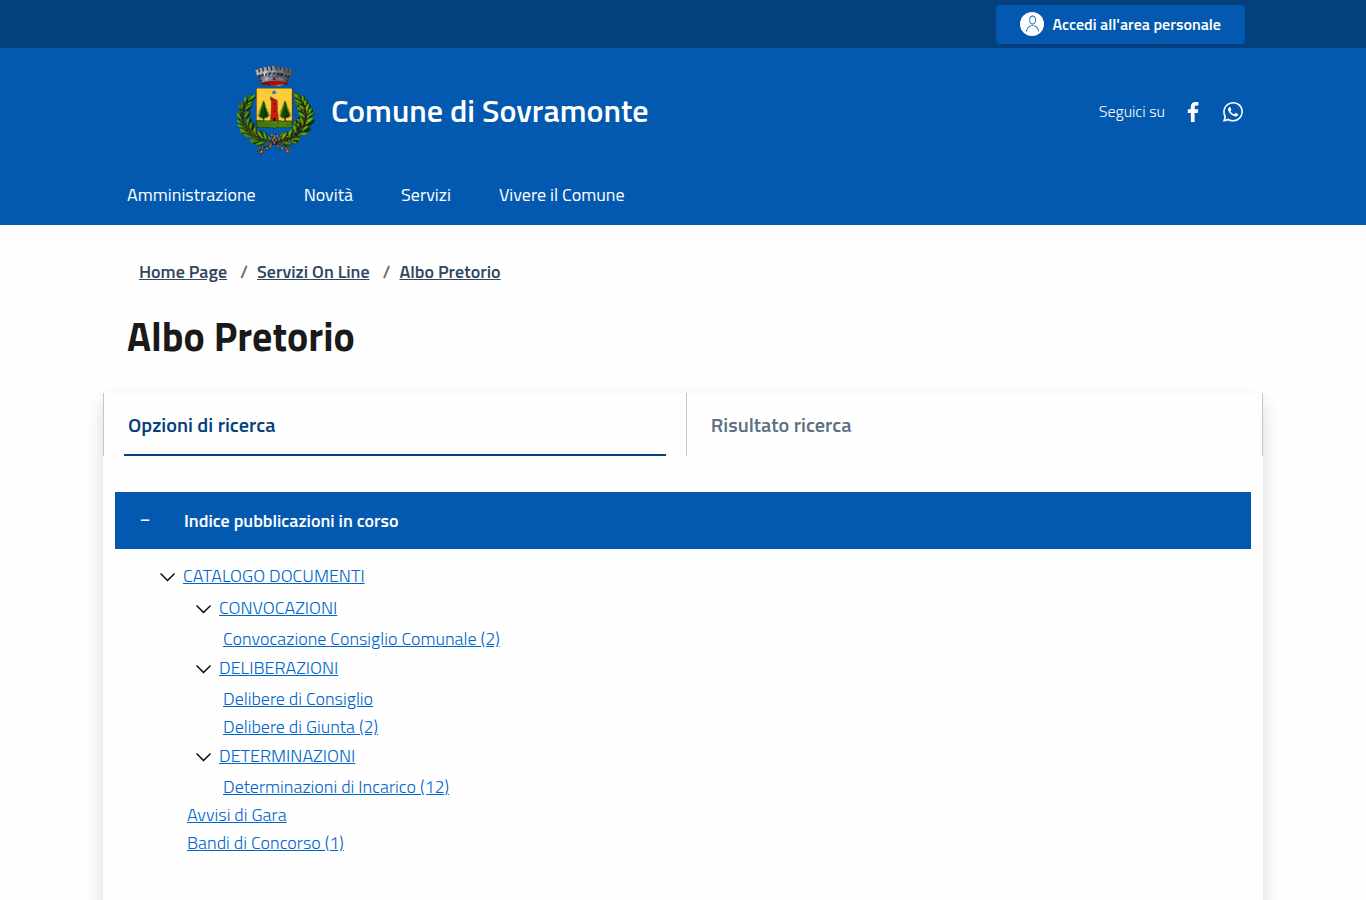 Accedi all'area personale
Comune di Sovramonte
Seguici su
Amministrazione
Novità
Servizi
Vivere il Comune
Home Page / Servizi On Line / Albo Pretorio
Albo Pretorio
Opzioni di ricerca
Risultato ricerca
− Indice pubblicazioni in corso
CATALOGO DOCUMENTI
CONVOCAZIONI
Convocazione Consiglio Comunale (2)
DELIBERAZIONI
Delibere di Consiglio
Delibere di Giunta (2)
DETERMINAZIONI
Determinazioni di Incarico (12)
Avvisi di Gara
Bandi di Concorso (1)